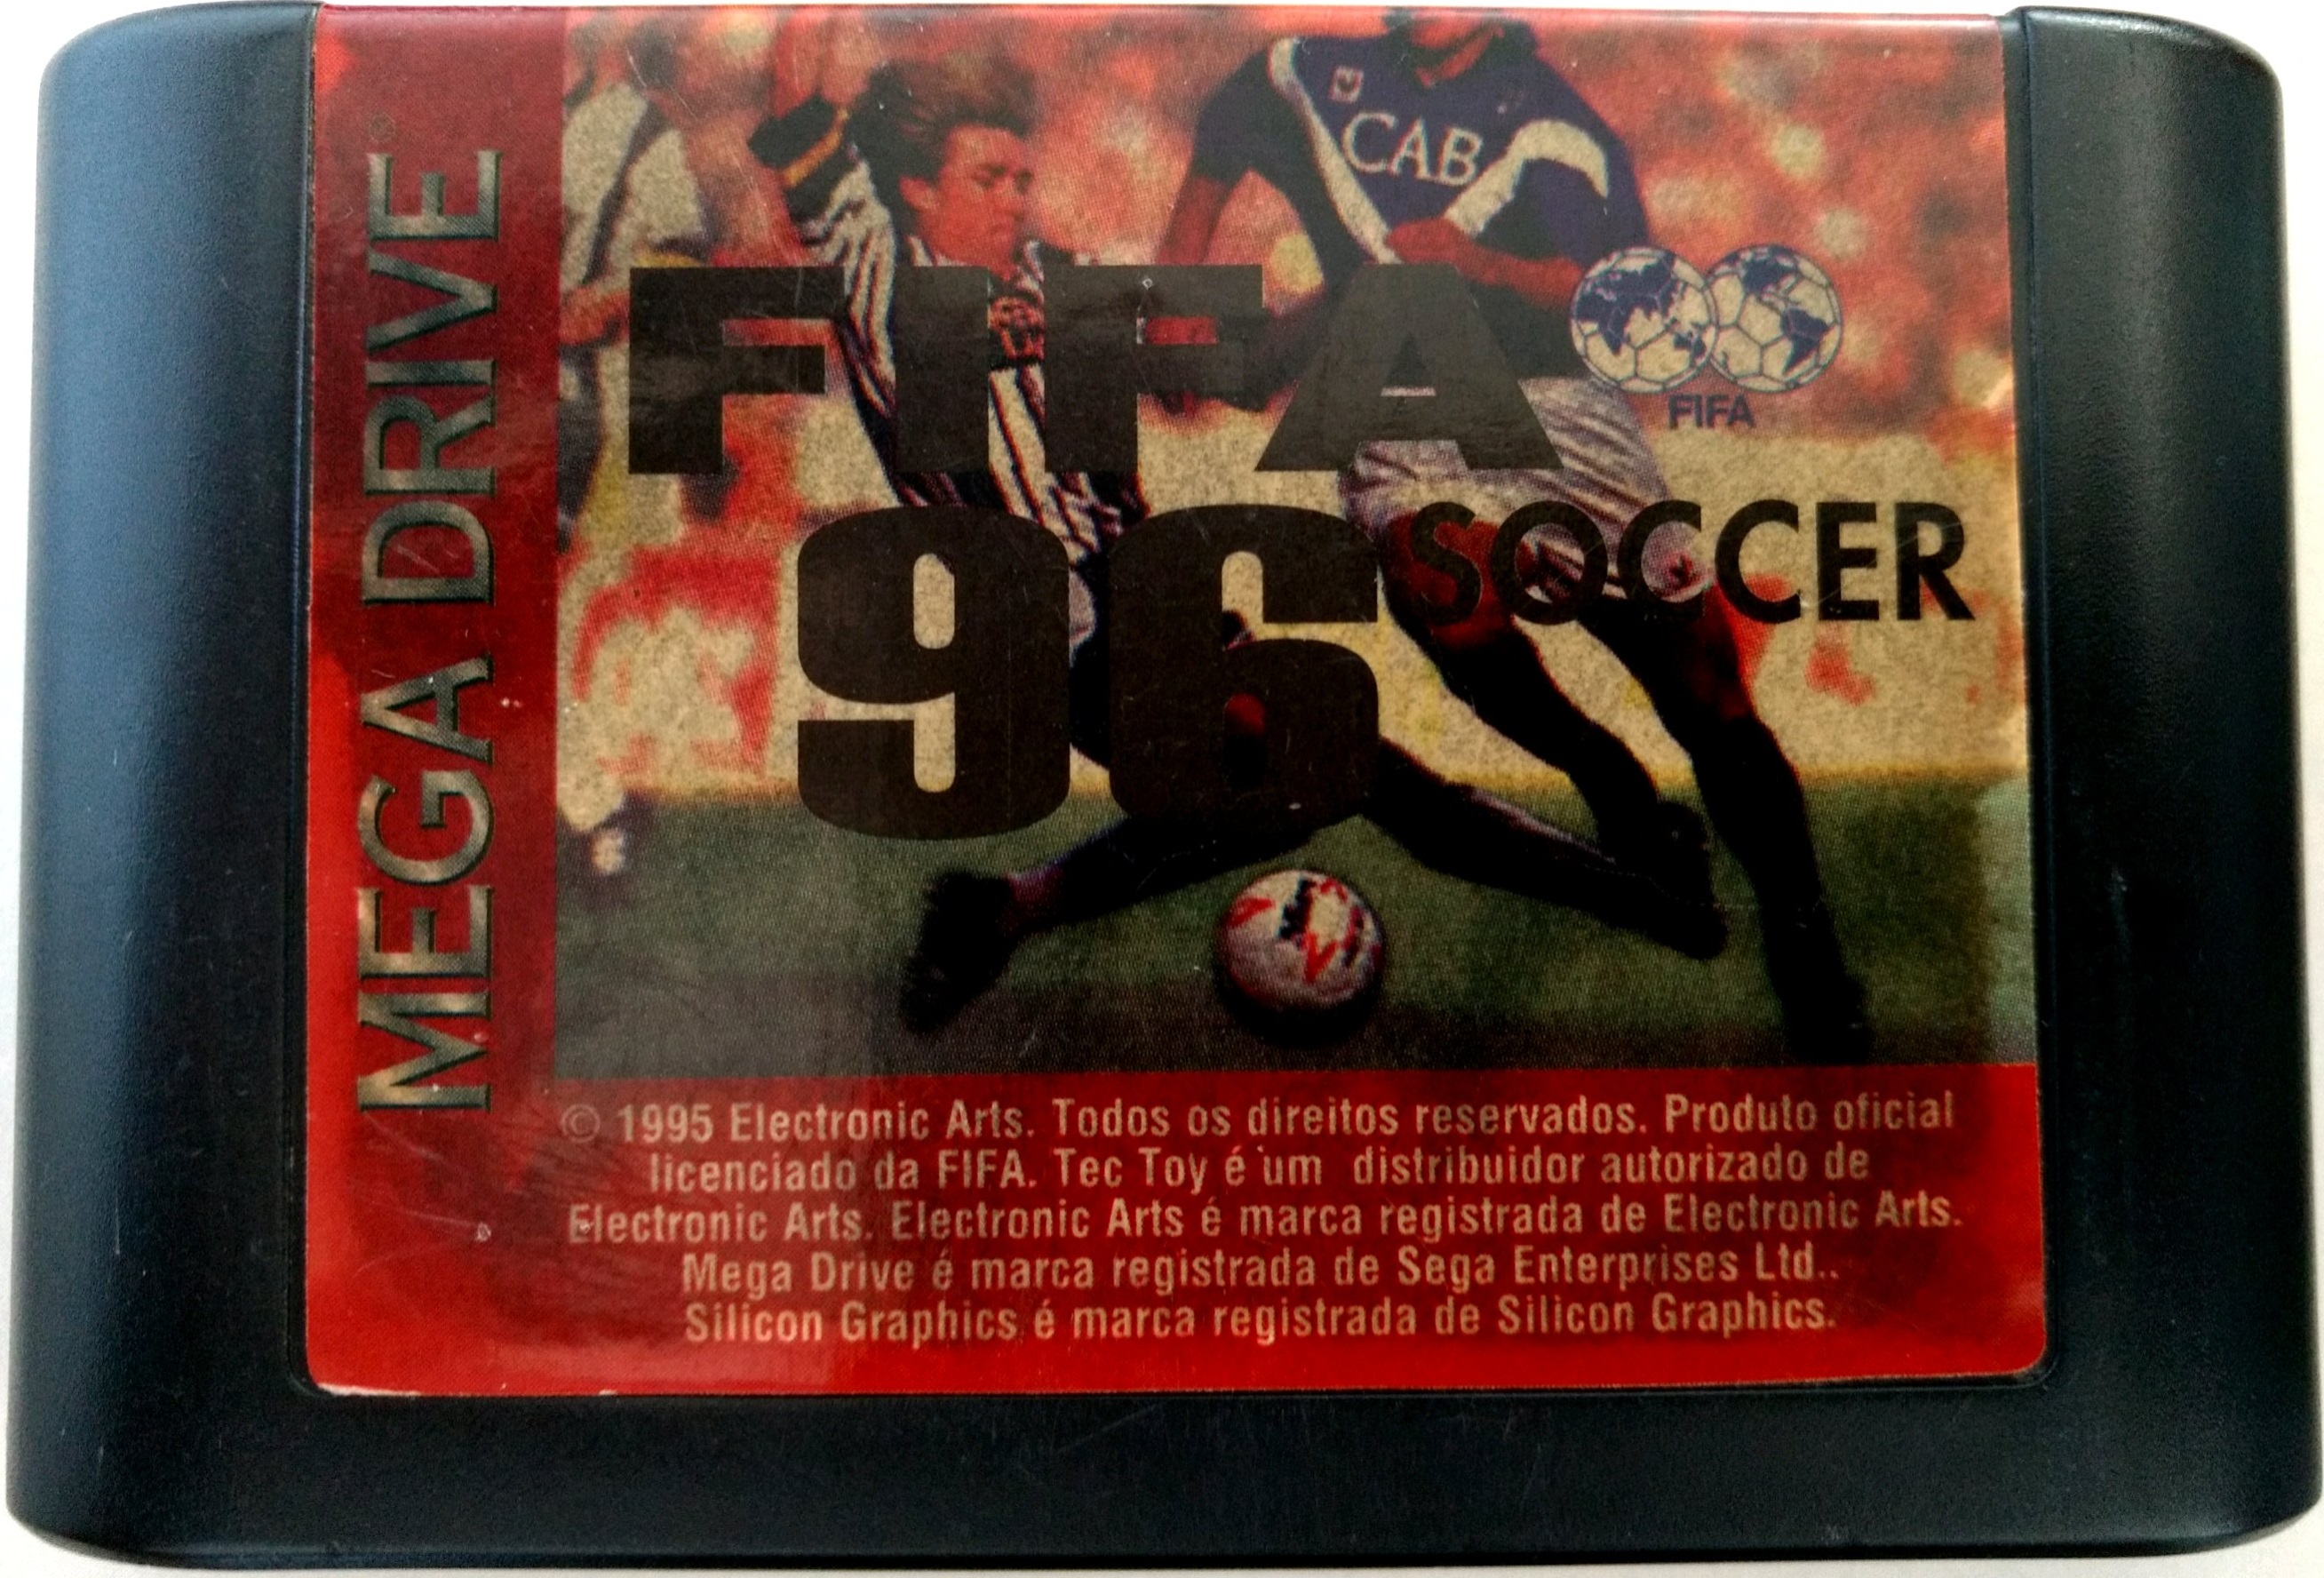 MEGA DRIVE
CAB
FIFA
FIFA
96 SOCCER
© 1995 Electronic Arts. Todos os direitos reservados. Produto oficial
licenciado da FIFA. Tec Toy é um distribuidor autorizado de
Electronic Arts. Electronic Arts é marca registrada de Electronic Arts.
Mega Drive é marca registrada de Sega Enterprises Ltd..
Silicon Graphics é marca registrada de Silicon Graphics.